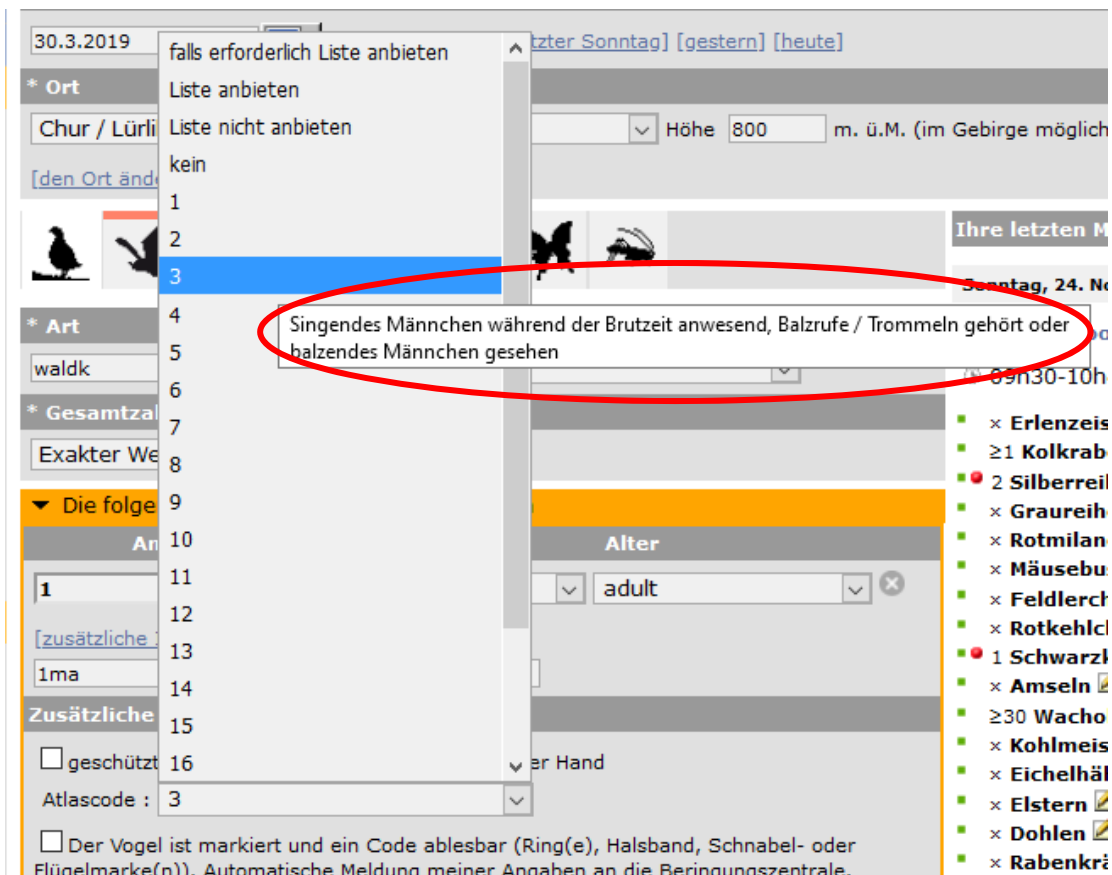 30.3.2019
tzter Sonntag] [gestern] [heute]
falls erforderlich Liste anbieten
* Ort
Liste anbieten
Chur / Lürli
Liste nicht anbieten
Höhe 800 m. ü.M. (im Gebirge möglich
kein
[den Ort änd
1
2
Ihre letzten M
3
Sonntag, 24. No
* Art
4
Singendes Männchen während der Brutzeit anwesend, Balzrufe / Trommeln gehört oder
balzendes Männchen gesehen
5
waldk
09h30-10h
6
* Gesamtza
7
× Erlenzeis
Exakter We
8
≥1 Kolkrab
2 Silberreih
Die folge
9
× Graureih
An
10
Alter
× Rotmilan
11
× Mäusebu
1
adult
× Feldlerch
12
[zusätzliche
× Rotkehlc
13
1 Schwarzk
1ma
14
× Amseln
Zusätzliche
15
≥30 Wacho
geschützt
16
er Hand
× Kohlmeis
× Eichelhäl
Atlascode : 3
× Elstern
Der Vogel ist markiert und ein Code ablesbar (Ring(e), Halsband, Schnabel- oder
× Dohlen
Flügelmarke(n)). Automatische Meldung meiner Angaben an die Beringungszentrale.
× Rabenkrä